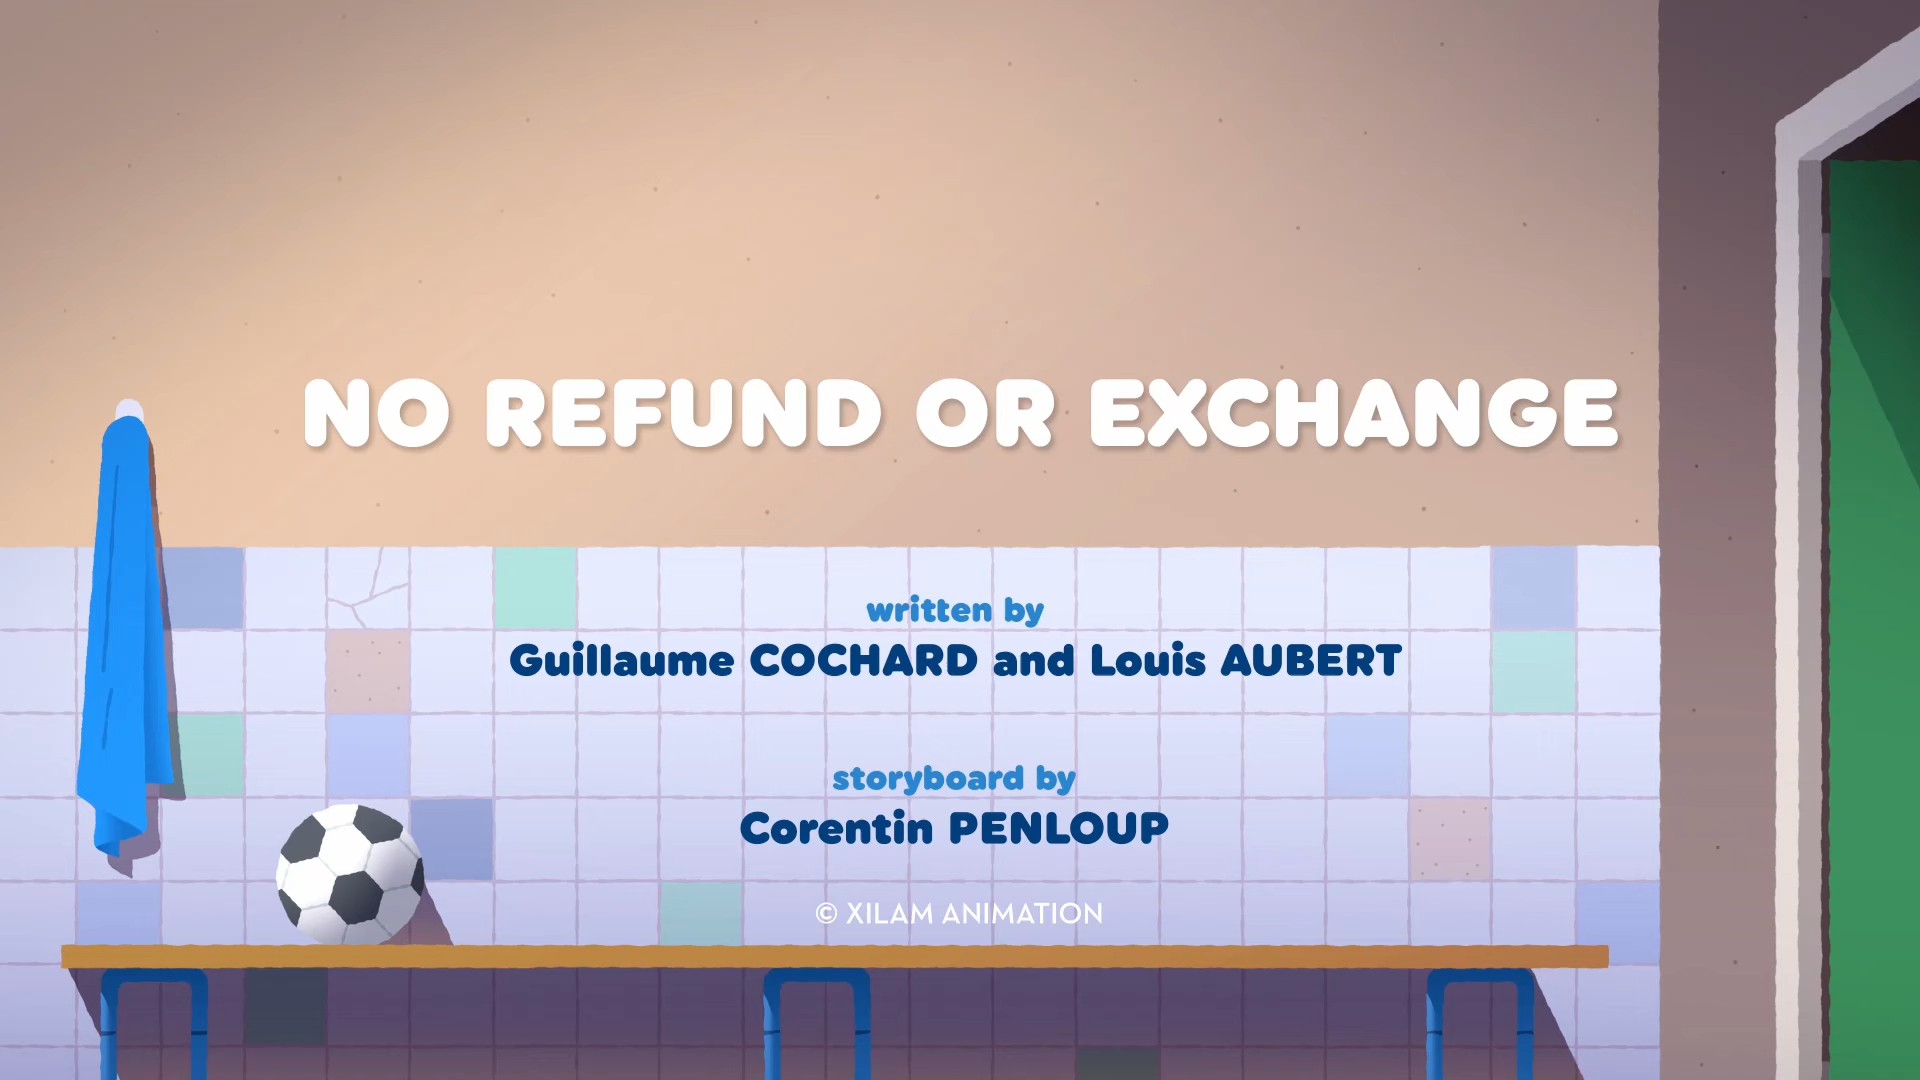 NO REFUND OR EXCHANGE
written by
Guillaume COCHARD and Louis AUBERT
storyboard by
Corentin PENLOUP
© XILAM ANIMATION